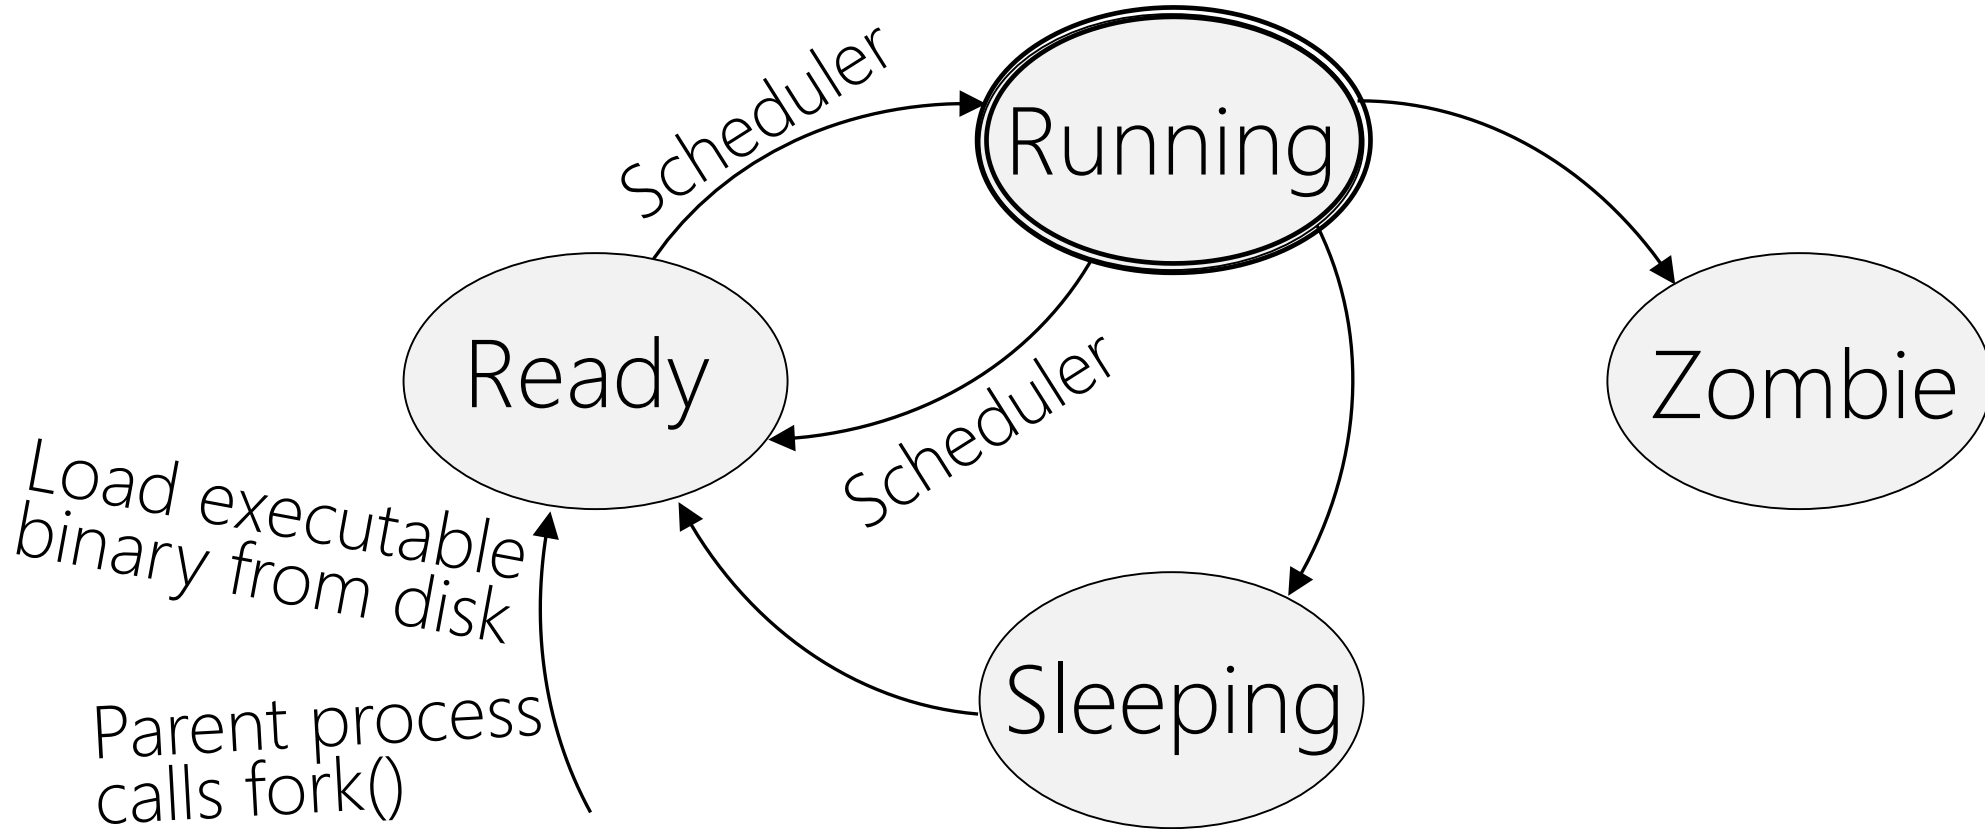 Scheduler
Running
Ready
Zombie
Scheduler
Load executable
binary from disk
Sleeping
Parent process
calls fork()